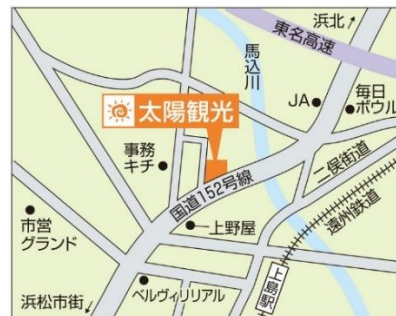 浜北↗
東名高速
馬込川
JA
毎日
ボウル
太陽観光
事務
キチ
国道152号線
二俣街道
遠州鉄道
市営
グランド
上野屋
上島駅
ベルヴィリリアル
浜松市街↙